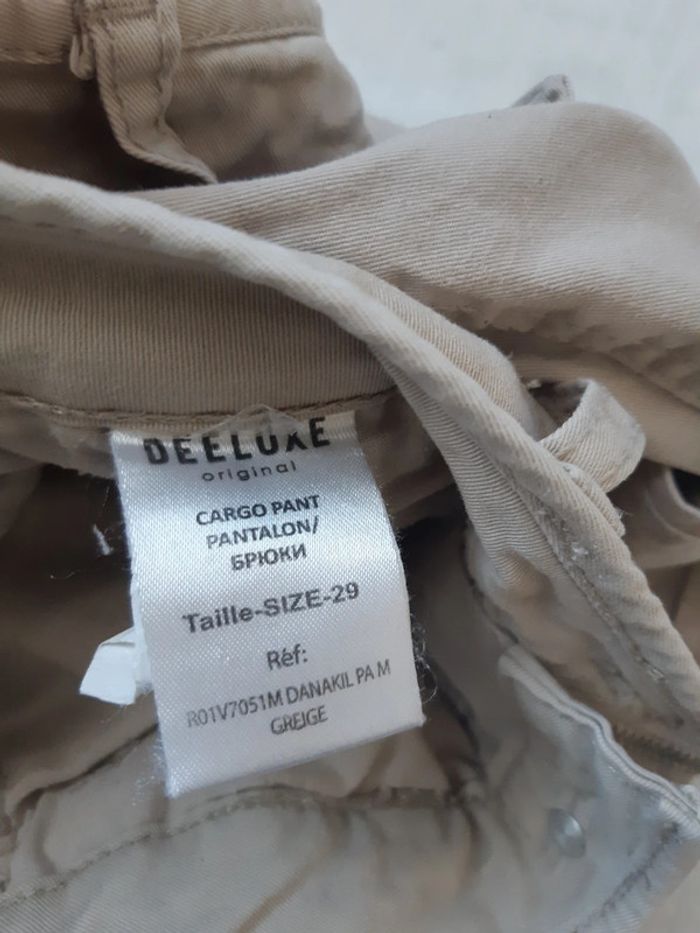 DEELUXE
original
CARGO PANT
PANTALON/
БРЮКИ
Taille-SIZE-29
Réf:
R01V7051M DANAKIL PA M
GREIGE